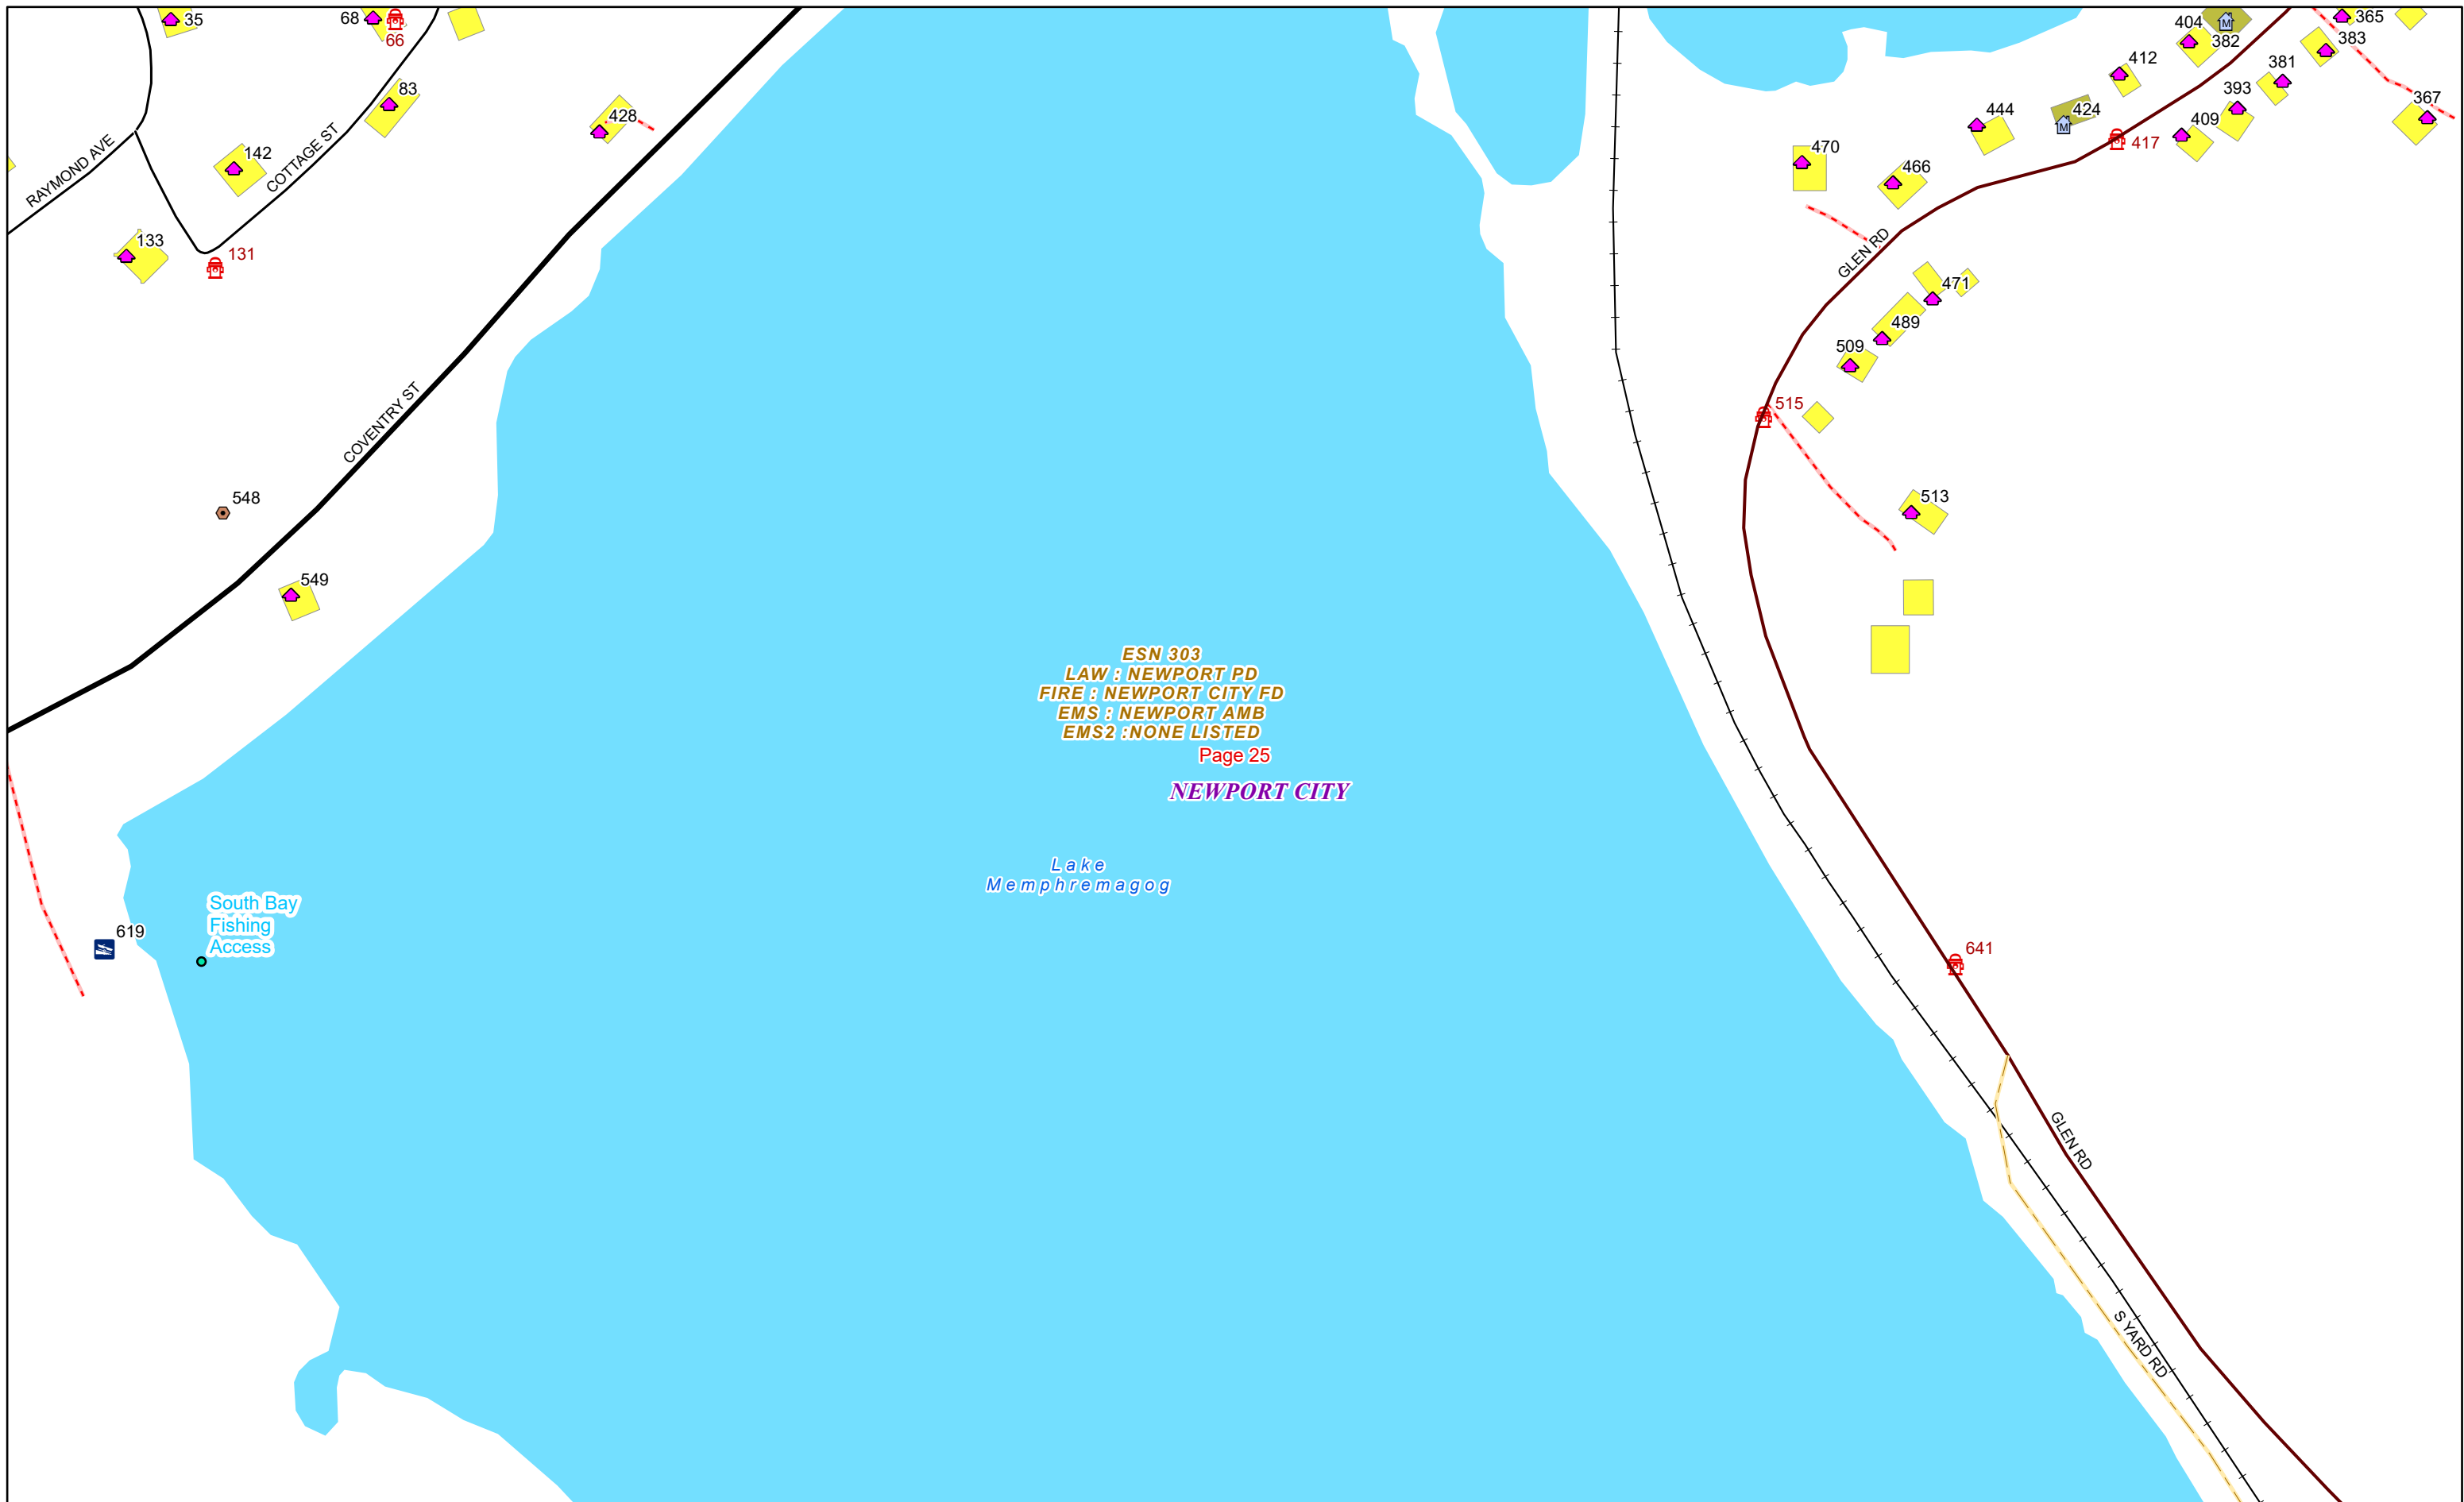 35
68
66
404
382
365
383
83
412
381
428
424
393
367
444
409
417
RAYMOND AVE
142
COTTAGE ST
470
466
133
131
GLEN RD
471
489
509
515
COVENTRY ST
548
513
549
ESN 303
LAW : NEWPORT PD
FIRE : NEWPORT CITY FD
EMS : NEWPORT AMB
EMS2 :NONE LISTED
Page 25
NEWPORT CITY
Lake
Memphremagog
South Bay
Fishing
Access
619
641
GLEN RD
S YARD RD
M
M